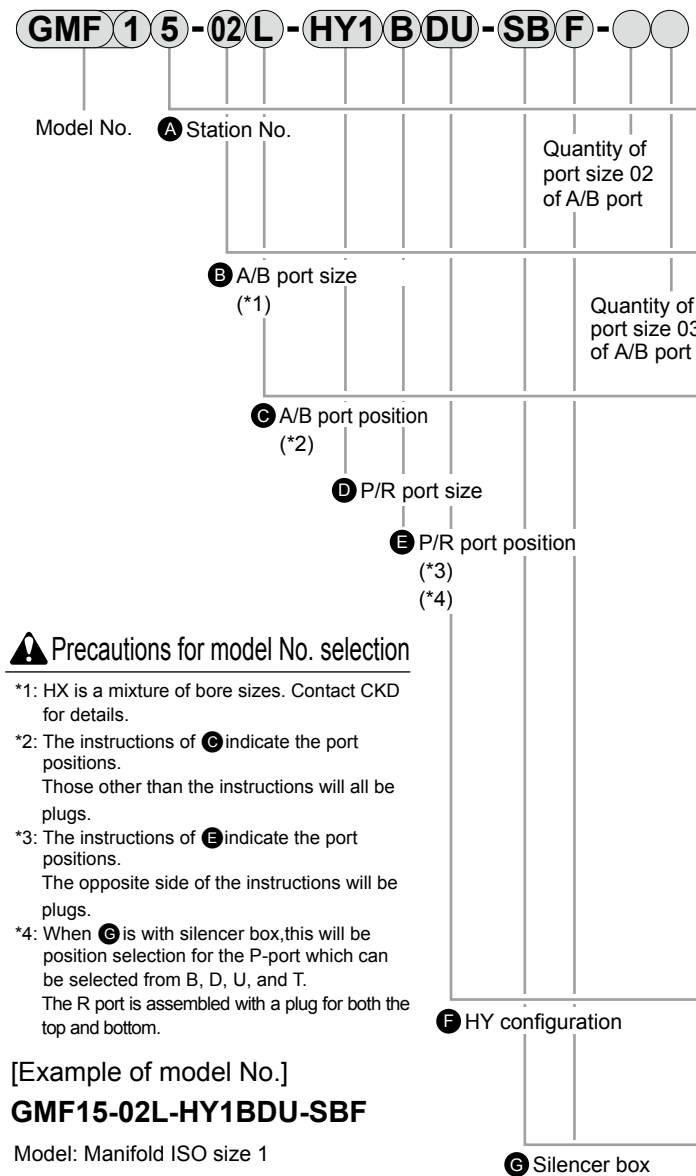 GMF 1 5 - 02 L - HY1 B DU - SB F -
Model No.
A Station No.
Quantity of
port size 02
of A/B port
B A/B port size
(*1)
Quantity of
port size 03
of A/B port
C A/B port position
(*2)
D P/R port size
E P/R port position
(*3)
(*4)
Precautions for model No. selection
*1: HX is a mixture of bore sizes. Contact CKD
for details.
*2: The instructions of C indicate the port
positions.
Those other than the instructions will all be
plugs.
*3: The instructions of E indicate the port
positions.
The opposite side of the instructions will be
plugs.
*4: When G is with silencer box,this will be
position selection for the P-port which can
be selected from B, D, U, and T.
The R port is assembled with a plug for both the
top and bottom.
F HY configuration
[Example of model No.]
GMF15-02L-HY1BDU-SBF
Model: Manifold ISO size 1
G Silencer box